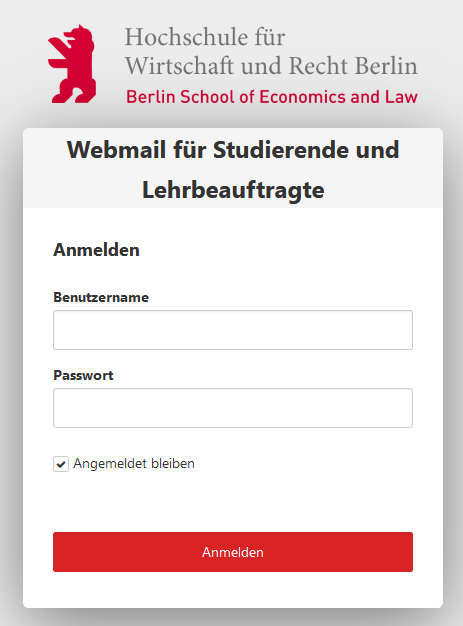 Hochschule für
Wirtschaft und Recht Berlin
Berlin School of Economics and Law
Webmail für Studierende und
Lehrbeauftragte
Anmelden
Benutzername
Passwort
Angemeldet bleiben
Anmelden